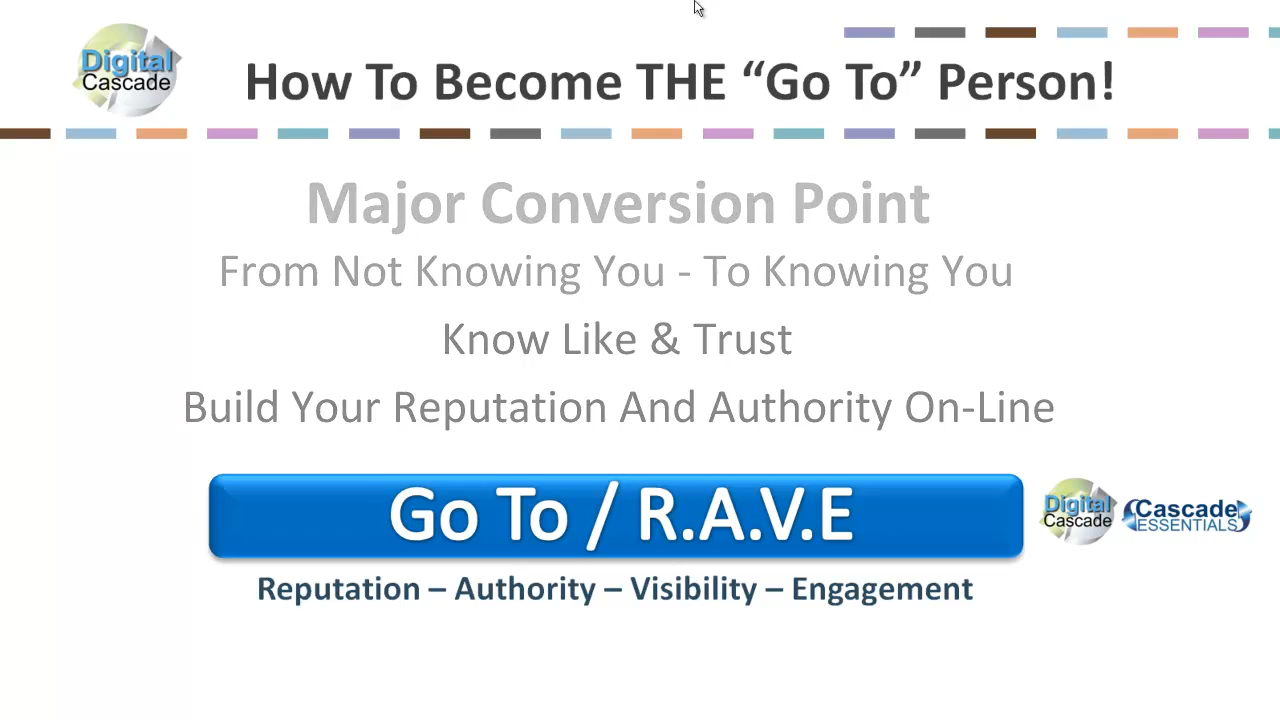 Digital
Cascade
How To Become THE “Go To” Person!
Major Conversion Point
From Not Knowing You - To Knowing You
Know Like & Trust
Build Your Reputation And Authority On-Line
Go To / R.A.V.E
Digital
Cascade
Cascade
ESSENTIALS
Reputation – Authority – Visibility – Engagement